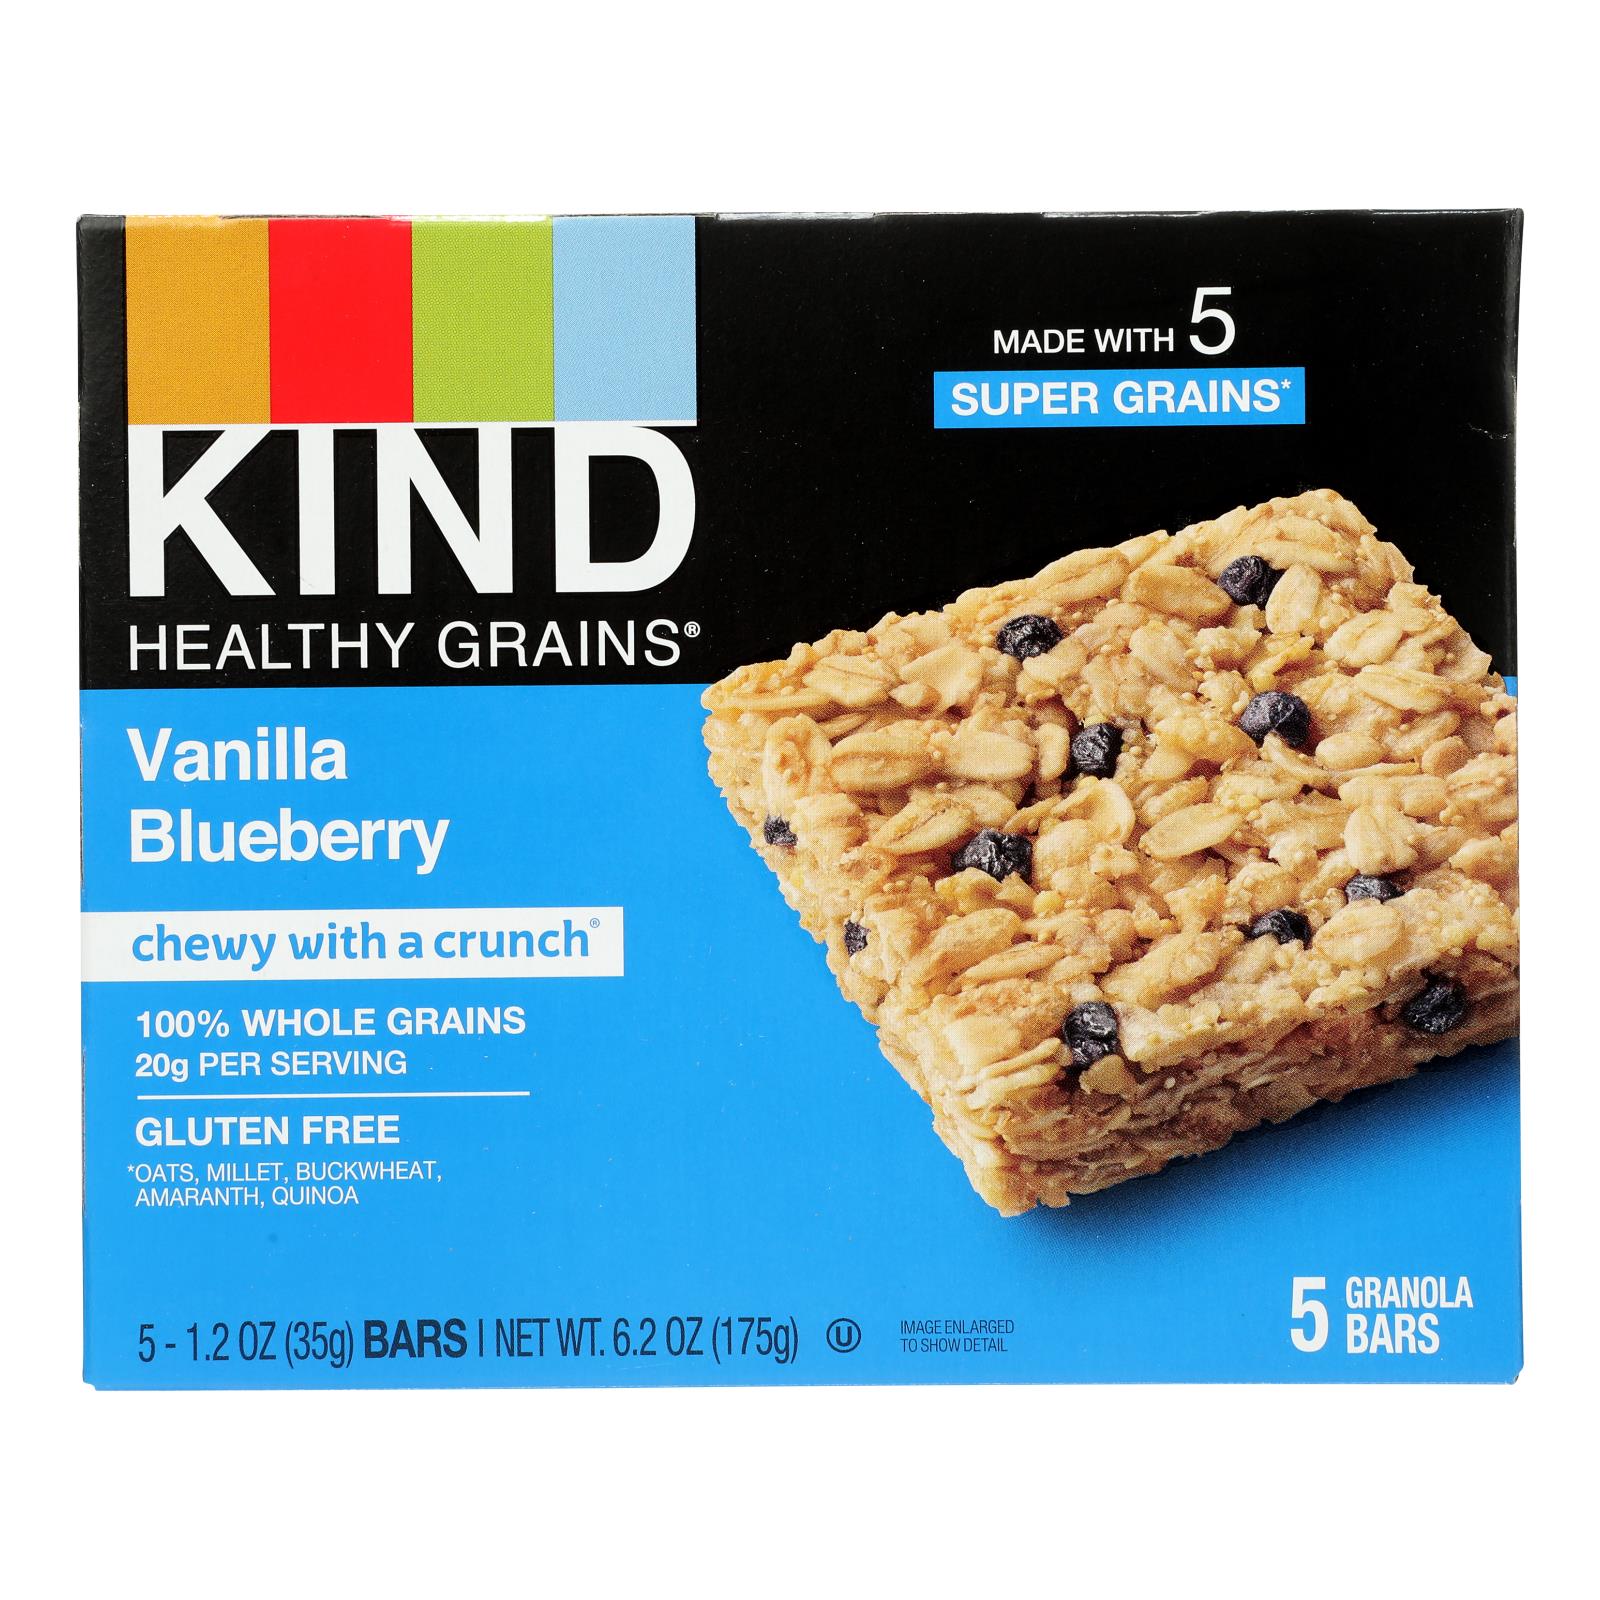 MADE WITH 5
SUPER GRAINS*
KIND
HEALTHY GRAINS®
Vanilla
Blueberry
chewy with a crunch®
100% WHOLE GRAINS
20g PER SERVING
GLUTEN FREE
*OATS, MILLET, BUCKWHEAT,
AMARANTH, QUINOA
5 - 1.2 OZ (35g) BARS | NET WT. 6.2 OZ (175g) U
IMAGE ENLARGED
TO SHOW DETAIL
5 GRANOLA
BARS